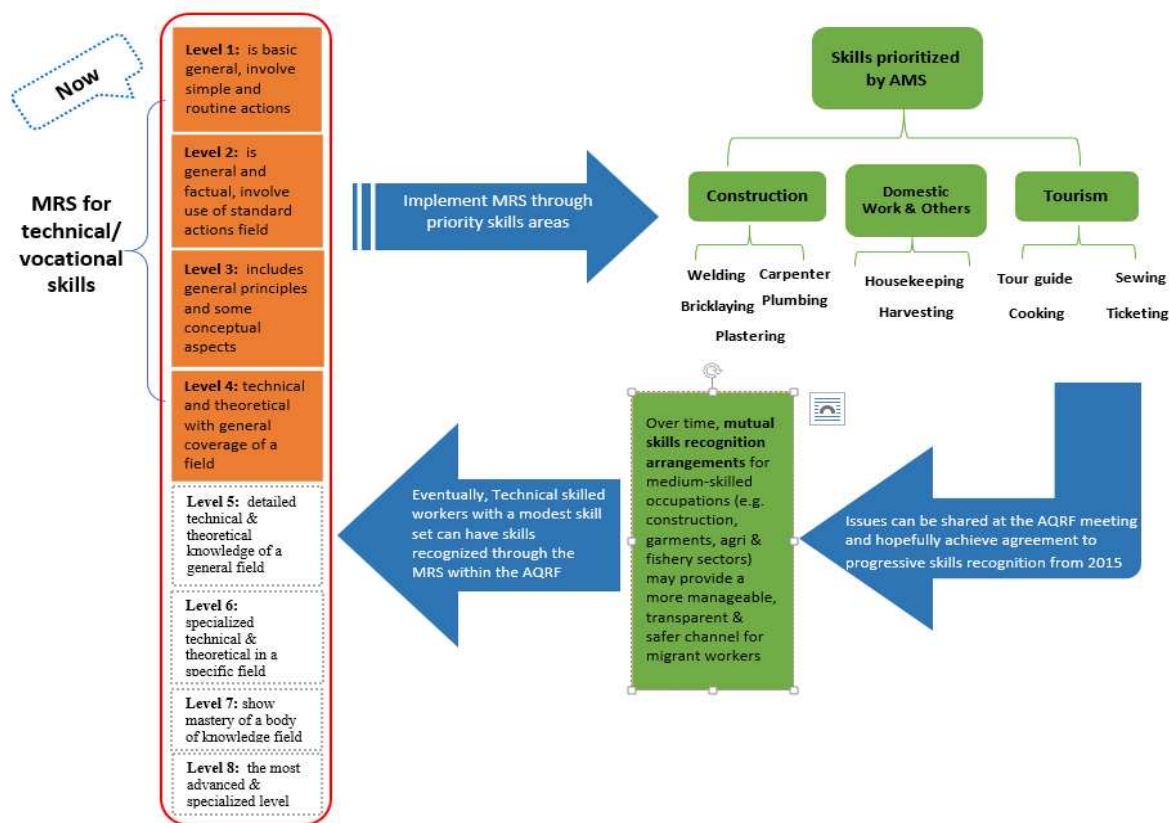 Now
MRS for
technical/
vocational
skills
Level 1:  is basic
general, involve
simple and
routine actions
Level 2:  is
general and
factual, involve
use of standard
actions field
Level 3:  includes
general principles
and some
conceptual
aspects
Level 4: technical
and theoretical
with general
coverage of a
field
Level 5:  detailed
technical &
theoretical
knowledge of a
general field
Level 6:
specialized
technical &
theoretical in a
specific field
Level 7: show
mastery of a body
of knowledge field
Level 8:  the most
advanced &
specialized level
Implement MRS through
priority skills areas
Skills prioritized
by AMS
Construction
Welding
Carpenter
Bricklaying
Plumbing
Plastering
Domestic
Work & Others
Housekeeping
Harvesting
Tourism
Tour guide
Sewing
Cooking
Ticketing
Issues can be shared at the AQRF meeting
and hopefully achieve agreement to
progressive skills recognition from 2015
Over time, mutual
skills recognition
arrangements for
medium-skilled
occupations (e.g.
construction,
garments, agri &
fishery sectors)
may provide a
more manageable,
transparent &
safer channel for
migrant workers
Eventually, Technical skilled
workers with a modest skill
set can have skills
recognized through the
MRS within the AQRF